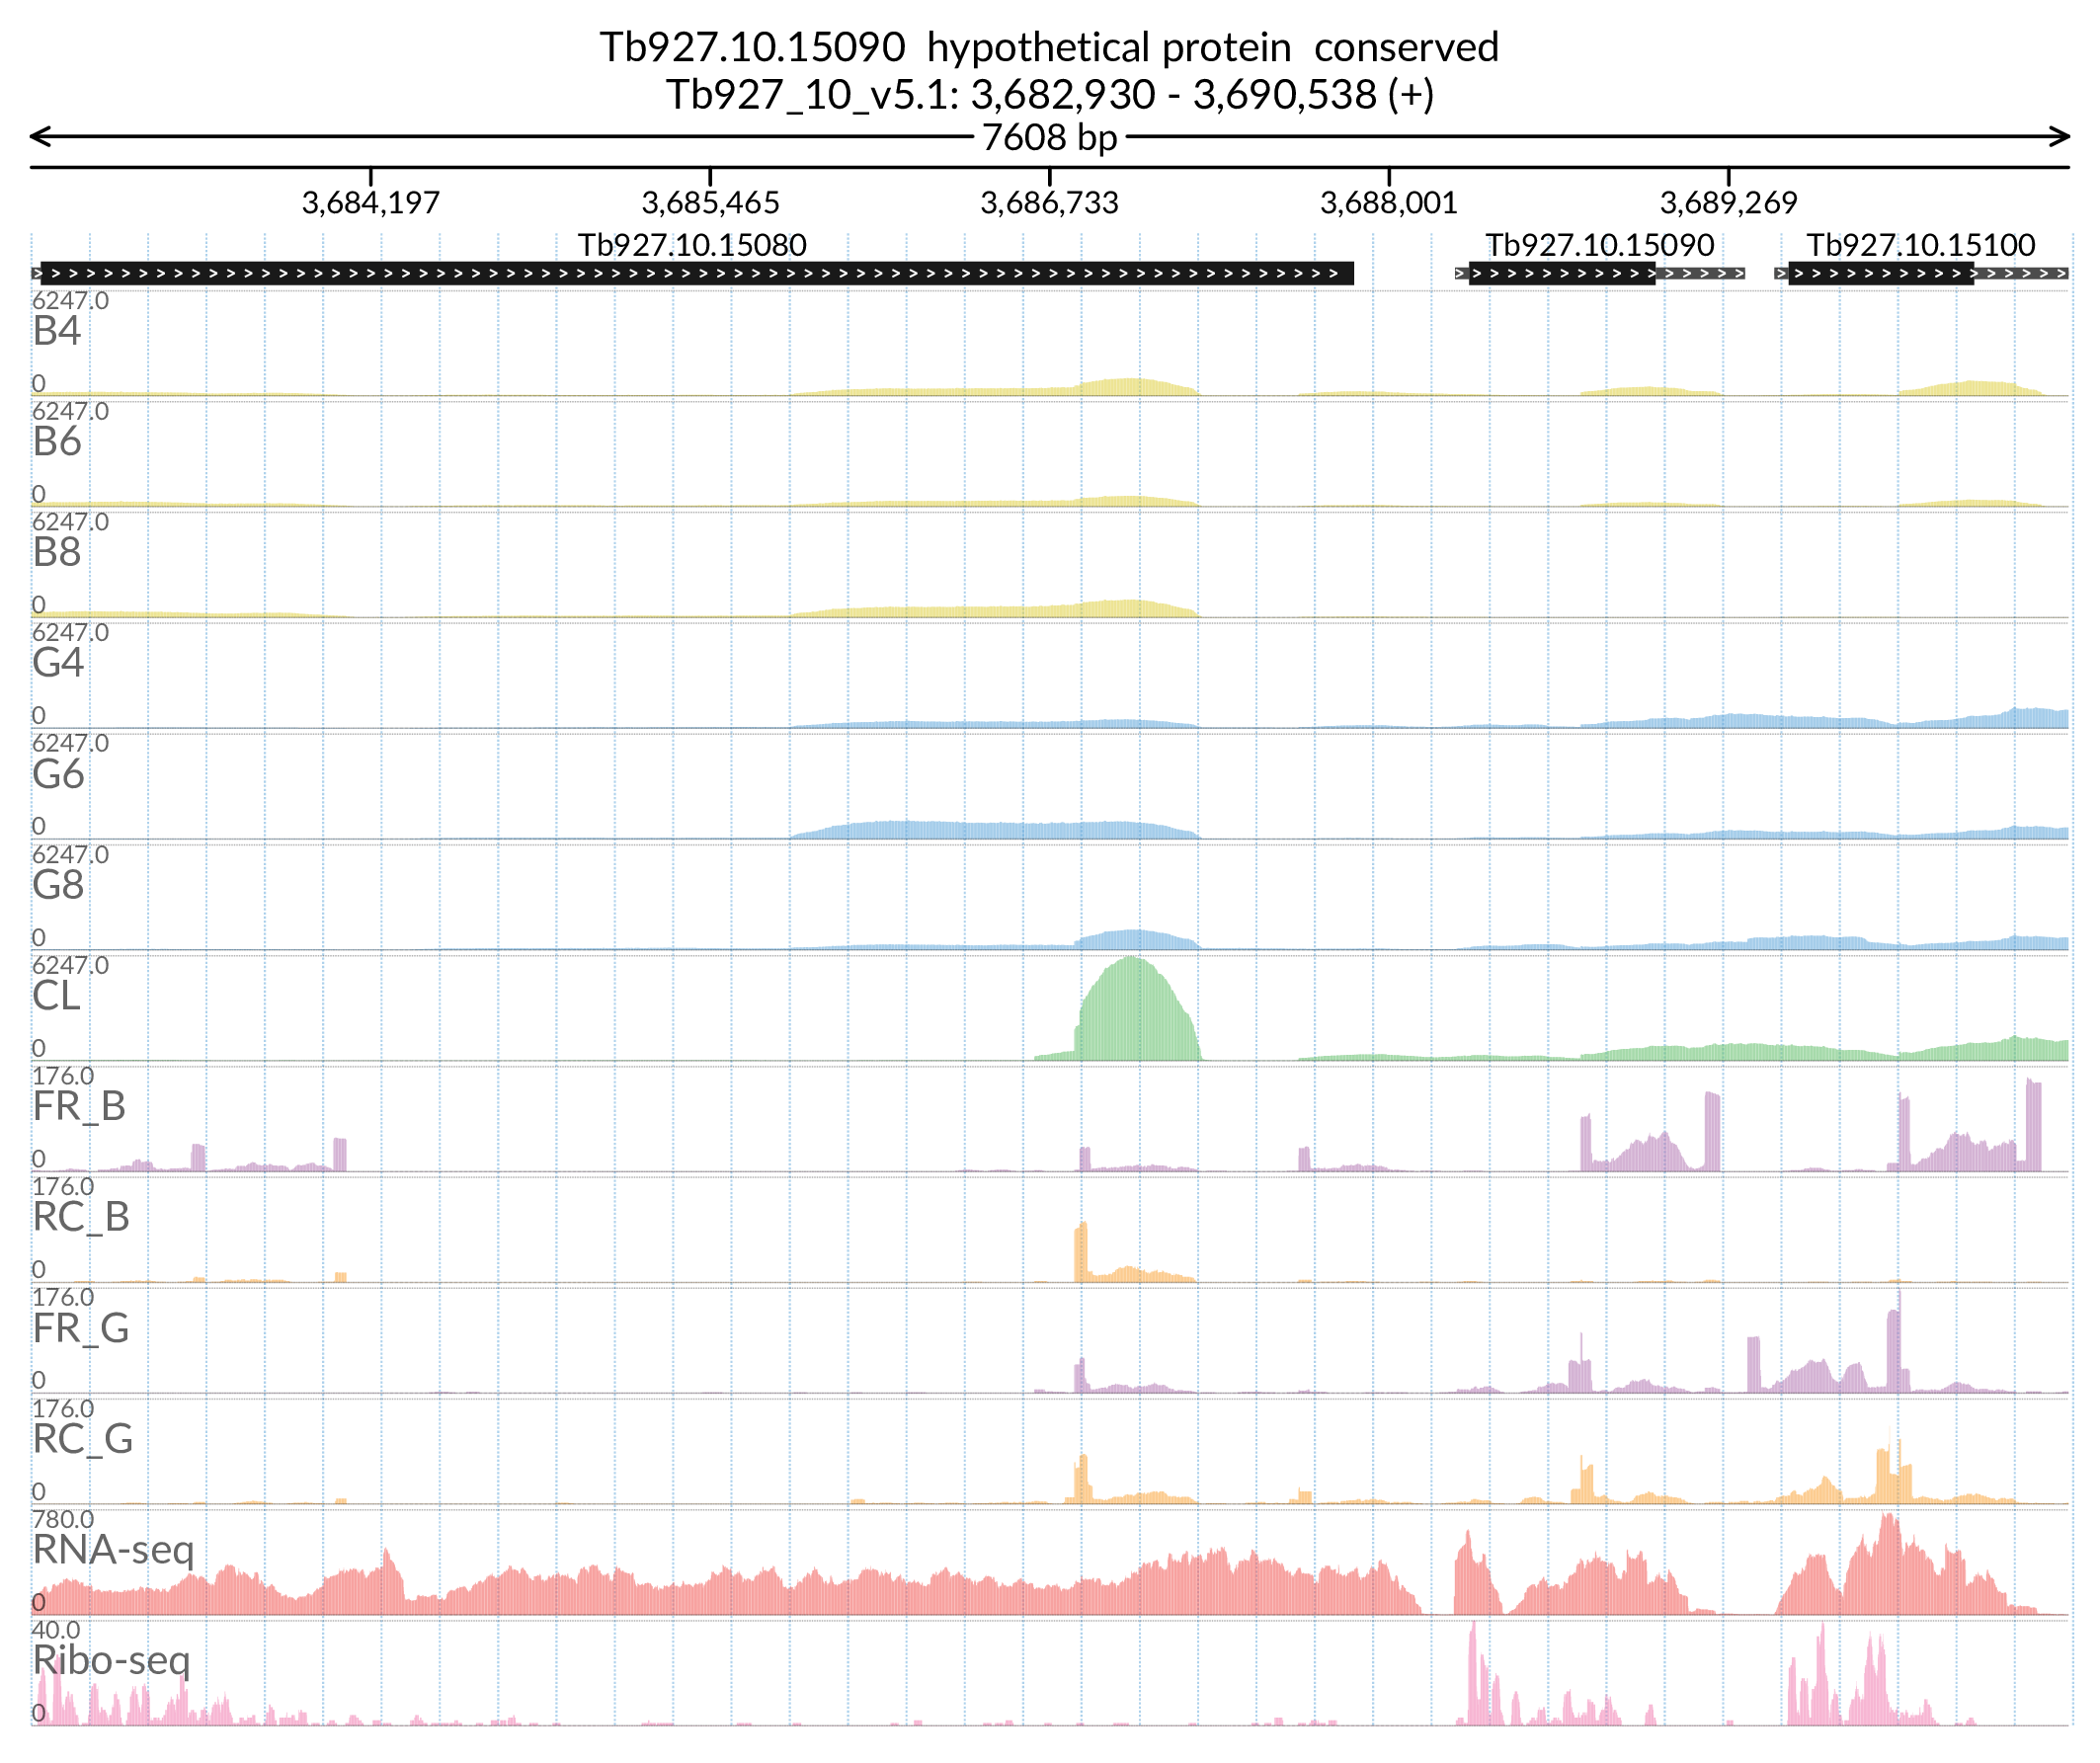 Tb927.10.15090 hypothetical protein conserved
Tb927_10_v5.1: 3,682,930 - 3,690,538 (+)
7608 bp
3,684,197 3,685,465 3,686,733 3,688,001 3,689,269
Tb927.10.15080 Tb927.10.15090 Tb927.10.15100
6247.0
B4
0
6247.0
B6
0
6247.0
B8
0
6247.0
G4
0
6247.0
G6
0
6247.0
G8
0
6247.0
CL
0
176.0
FR_B
0
176.0
RC_B
0
176.0
FR_G
0
176.0
RC_G
0
780.0
RNA-seq
0
40.0
Ribo-seq
0